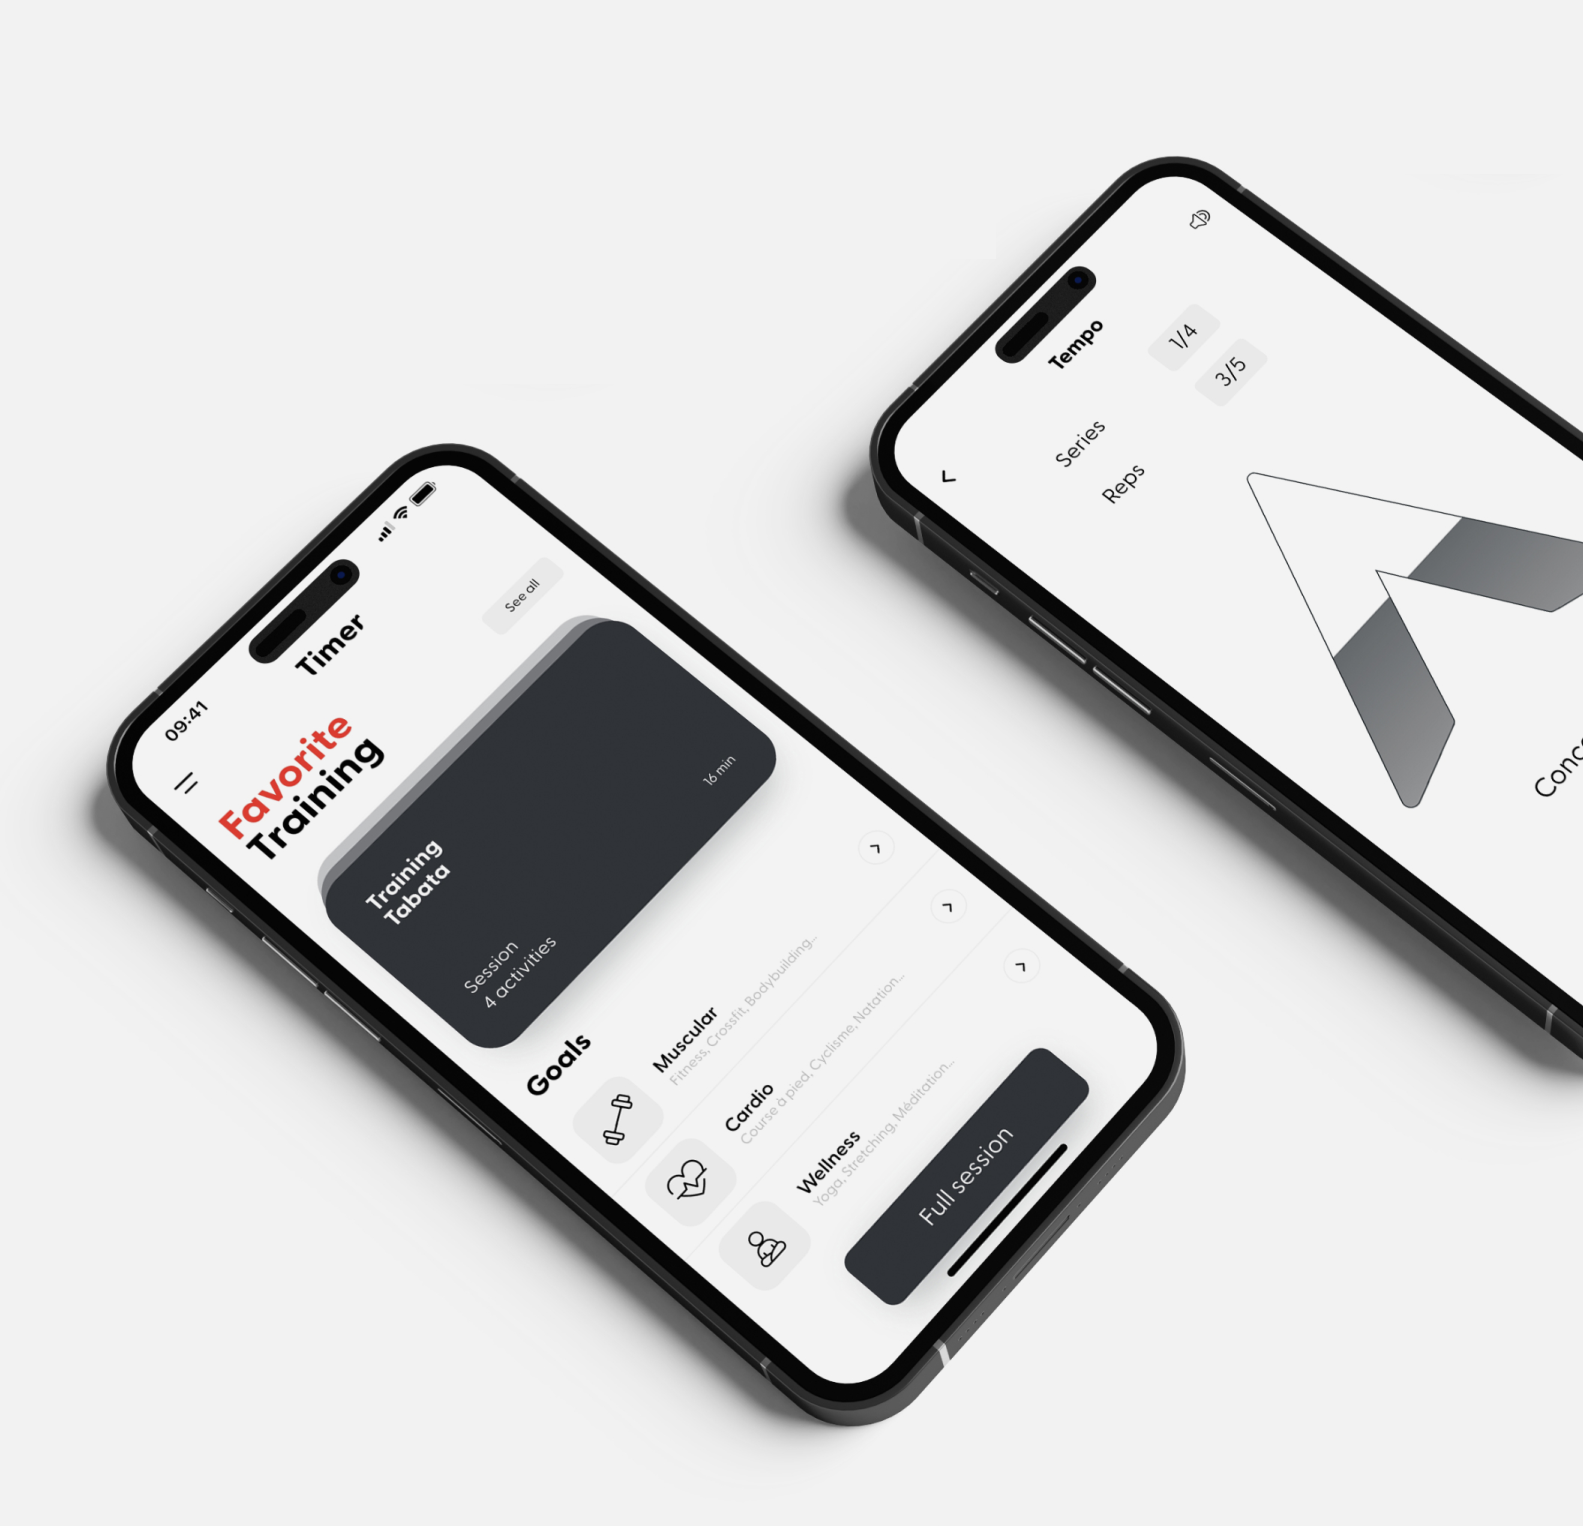 09:41
Timer
Favorite
Training
See all
Training
Tabata
Session
4 activities
16 min
Goals
Muscular
Fitness, Crossfit, Bodybuilding...
Cardio
Course à pied, Cyclisme, Natation...
Wellness
Yoga, Stretching, Méditation...
Full session
Tempo
Series
1/4
Reps
3/5